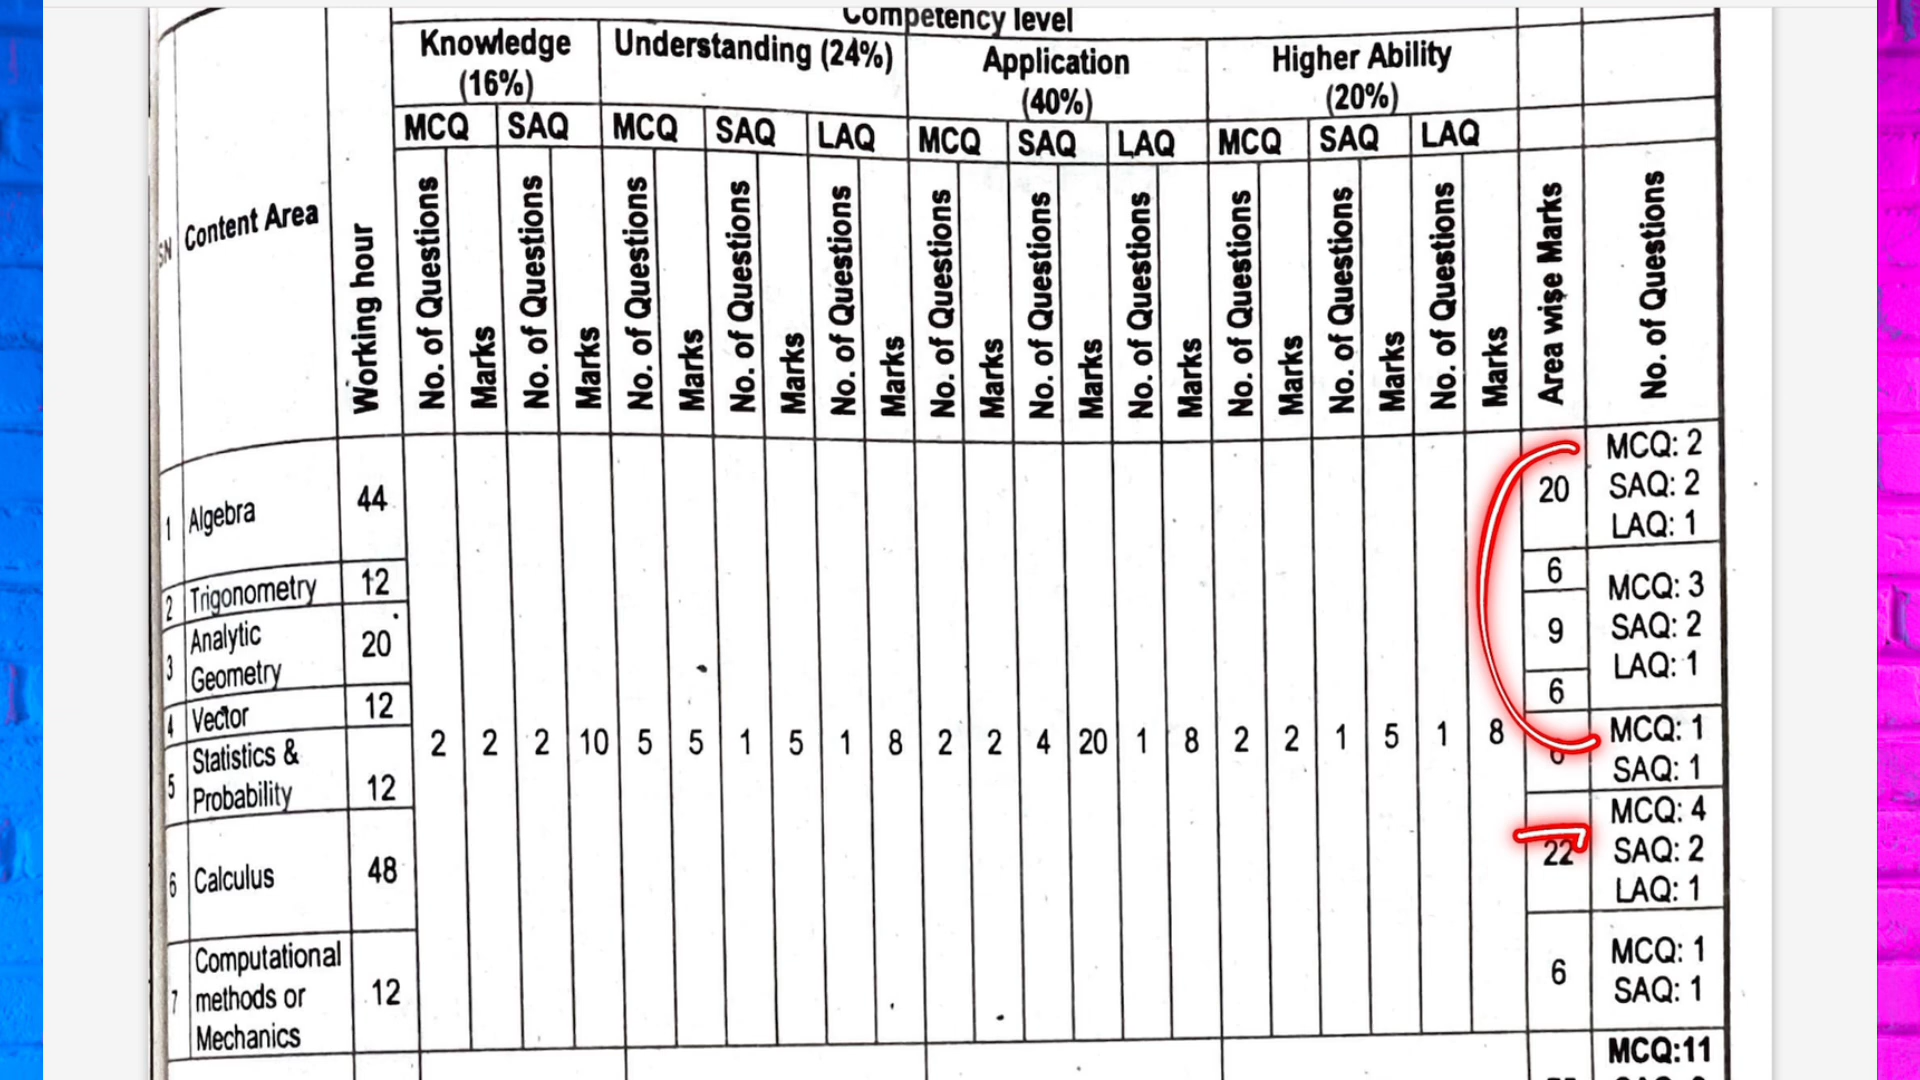 Competency level
Knowledge (16%)
Understanding (24%)
Application (40%)
Higher Ability (20%)
MCQ SAQ MCQ SAQ LAQ MCQ SAQ LAQ MCQ SAQ LAQ
SN
Content Area
Working hour
No. of Questions
Marks
No. of Questions
Marks
No. of Questions
Marks
No. of Questions
Marks
No. of Questions
Marks
No. of Questions
Marks
No. of Questions
Marks
No. of Questions
Marks
No. of Questions
Marks
No. of Questions
Marks
No. of Questions
Marks
Area wise Marks
No. of Questions
1 Algebra 44 20 MCQ: 2
SAQ: 2
LAQ: 1
2 Trigonometry 12 6
3 Analytic
Geometry 20 9
MCQ: 3
SAQ: 2
LAQ: 1
4 Vector 12 6
5 Statistics &
Probability 12
2 2 2 10 5 5 1 5 1 8 2 2 4 20 1 8 2 2 1 5 1 8
MCQ: 1
SAQ: 1
6 Calculus 48 22 MCQ: 4
SAQ: 2
LAQ: 1
7 Computational
methods or
Mechanics 12 6
MCQ: 1
SAQ: 1
MCQ:11